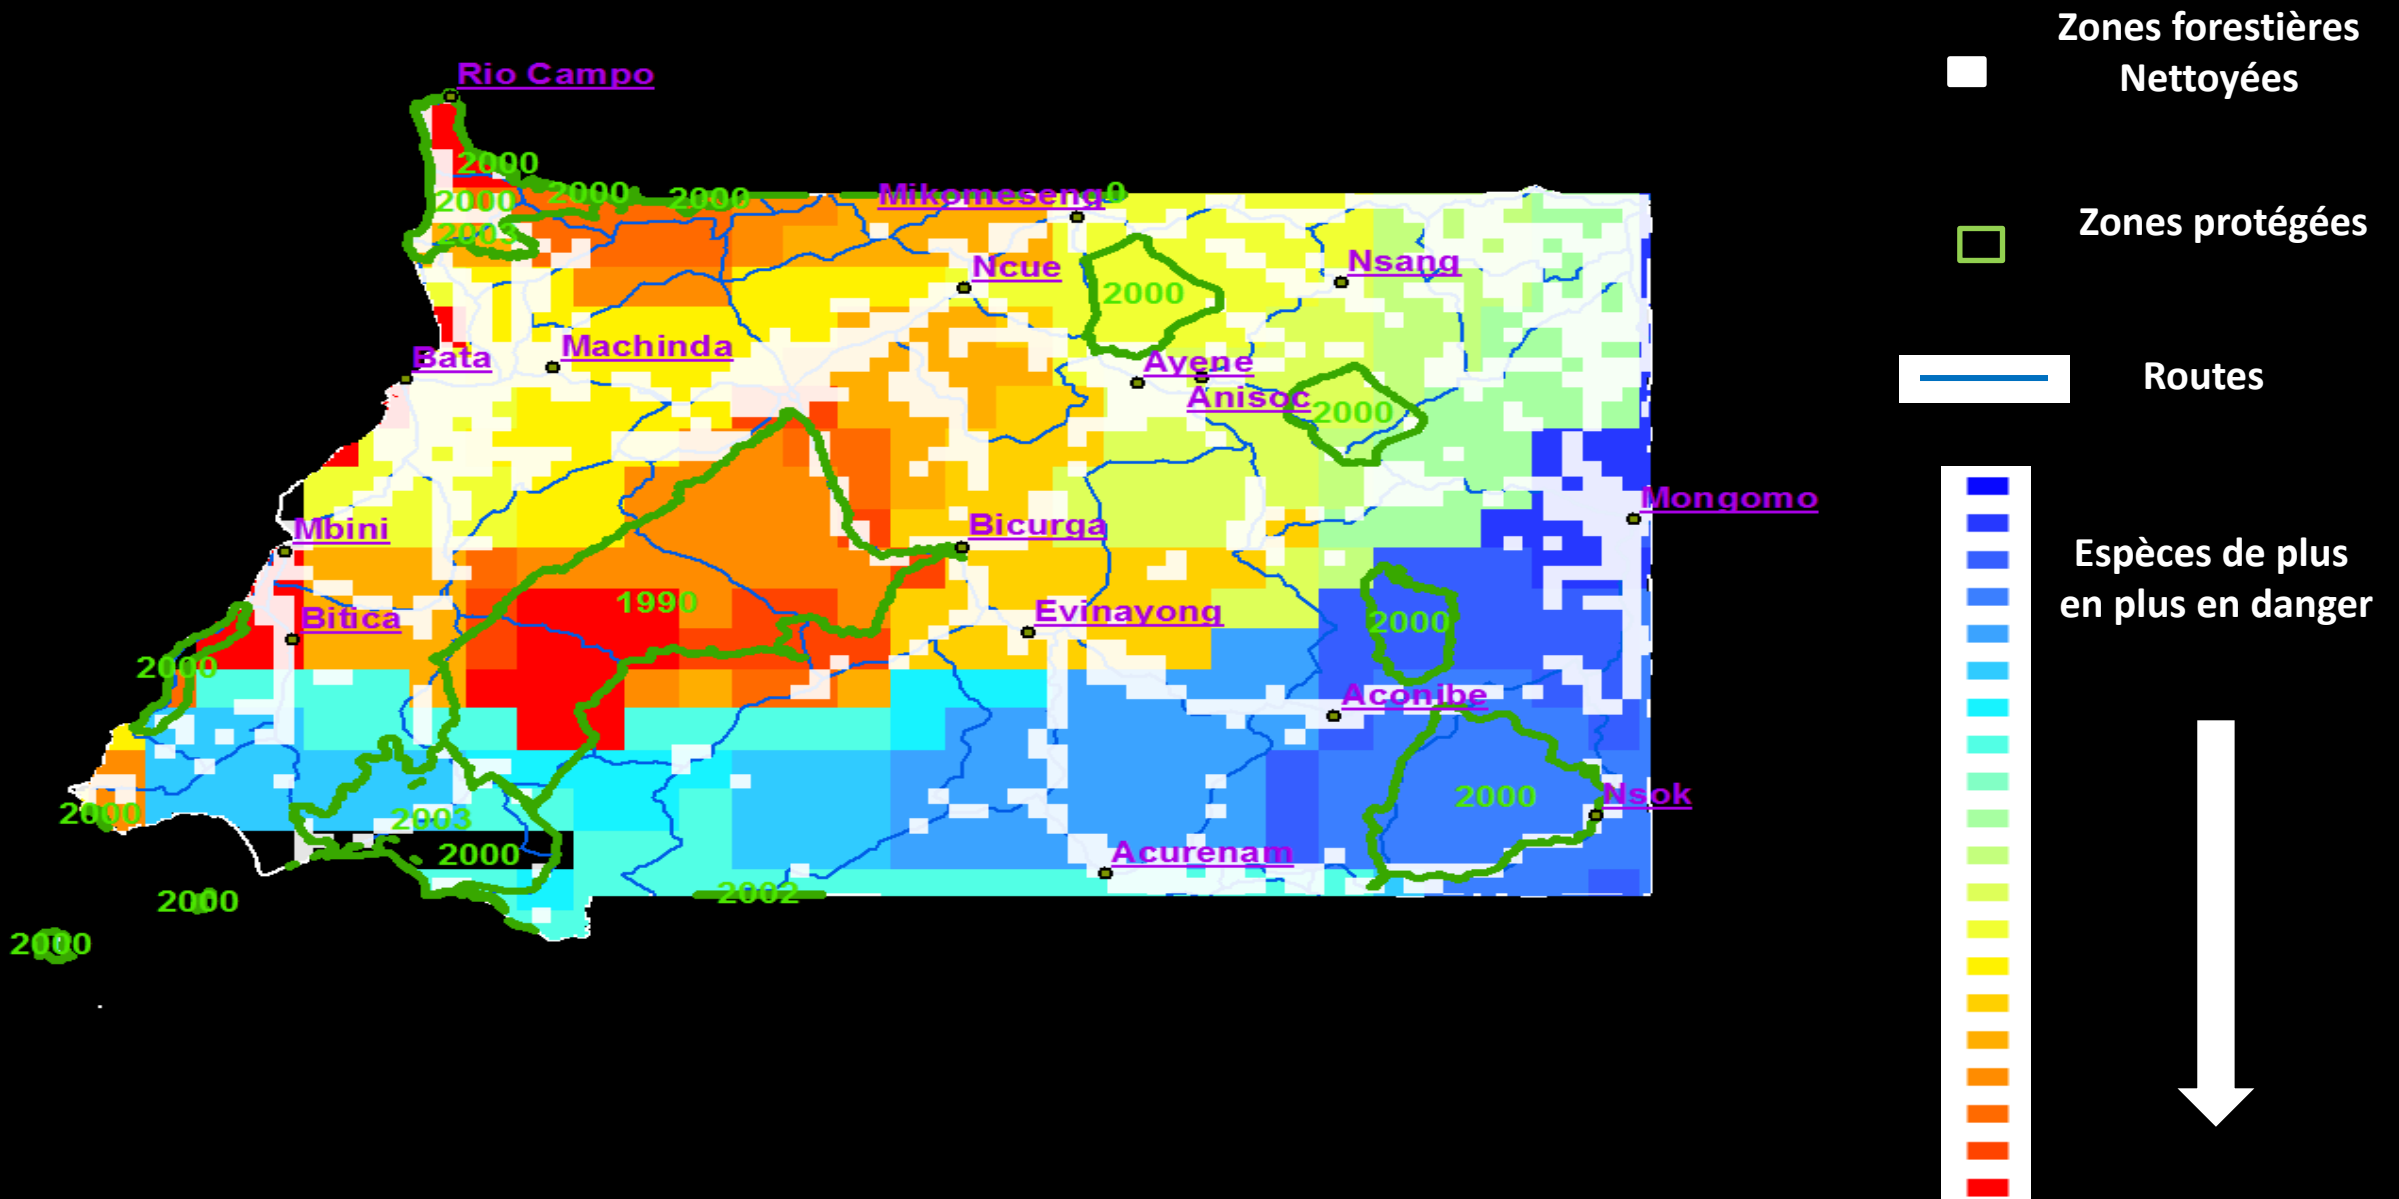 Zones forestières
Nettoyées
Rio Campo
2000
2000
2000
2000
Mikomeseng
0
2003
Zones protégées
Ncue
Nsang
2000
Bata
Machinda
Ayene
Anisoc
2000
Routes
Mbini
Bicurga
Mongomo
Espèces de plus
en plus en danger
1990
Bitica
Evinayong
2000
2000
Aconibe
2000
2003
2000
Nsok
2000
Acurenam
2000
2002
2000